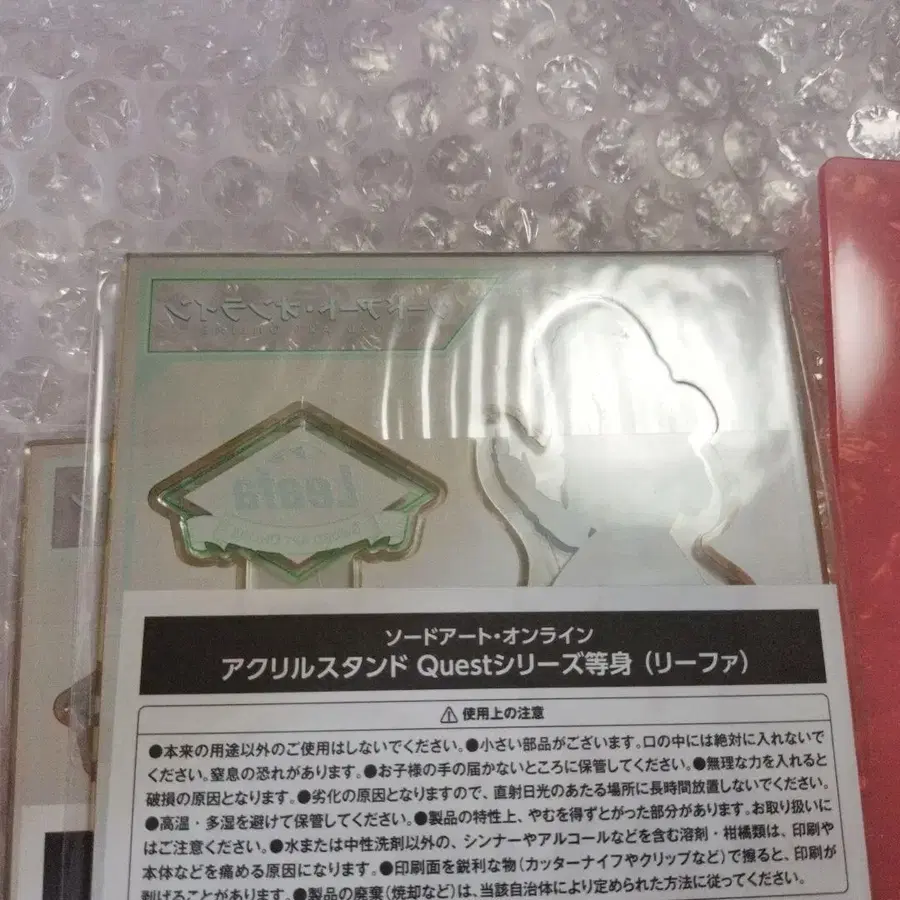 ソードアート・オンライン
Leafa
ソードアート・オンライン
アクリルスタンド Questシリーズ等身（リーファ）
⚠ 使用上の注意
●本来の用途以外のご使用はしないでください。●小さい部品がございます。口の中には絶対に入れないで
ください。窒息の恐れがあります。●お子様の手の届かないところに保管してください。●無理な力を入れると
破損の原因となります。●劣化の原因となりますので、直射日光のあたる場所に長時間放置しないでください。
●高温・多湿を避けて保管してください。●製品の特性上、やむを得ずとがった部分があります。お取り扱いに
はご注意ください。●水または中性洗剤以外の、シンナーやアルコールなどを含む溶剤・柑橘類は、印刷や
本体などを痛める原因になります。●印刷面を鋭利な物（カッターナイフやクリップなど）で擦ると、印刷が
剥げることがあります。●製品の廃棄（焼却など）は、当該自治体により定められた方法に従ってください。